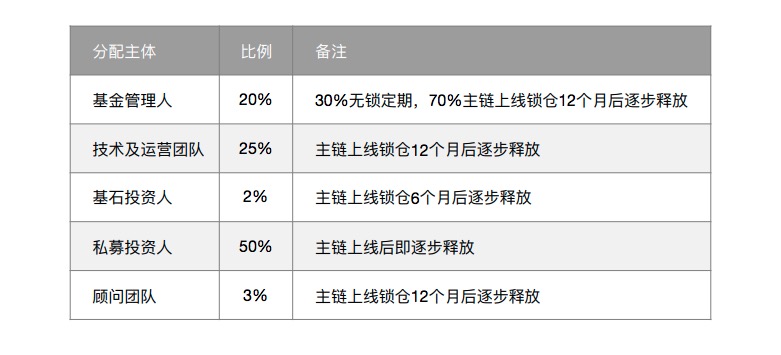 分配主体 比例 备注
基金管理人 20% 30%无锁定期，70%主链上线锁仓12个月后逐步释放
技术及运营团队 25% 主链上线锁仓12个月后逐步释放
基石投资人 2% 主链上线锁仓6个月后逐步释放
私募投资人 50% 主链上线后即逐步释放
顾问团队 3% 主链上线锁仓12个月后逐步释放